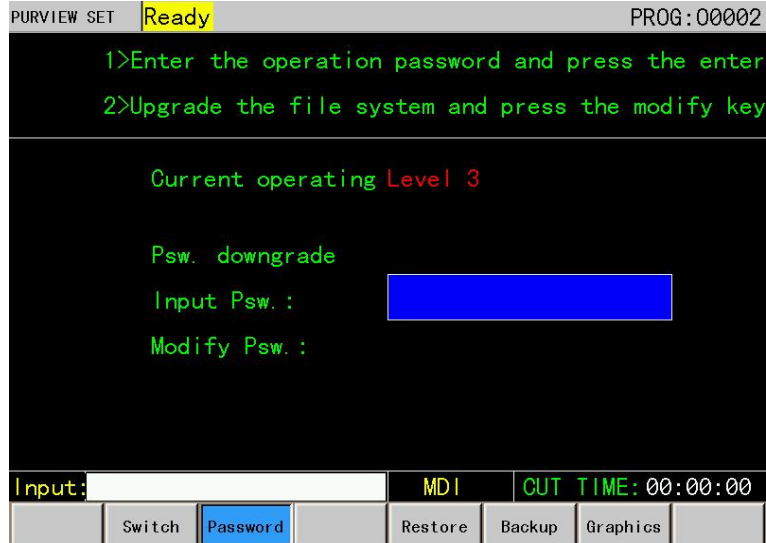 PURVIEW SET Ready PROG:O0002
1>Enter the operation password and press the enter
2>Upgrade the file system and press the modify key
Current operating Level 3
Psw. downgrade
Input Psw.:
Modify Psw.:
Input: MDI CUT TIME:00:00:00
Switch Password Restore Backup Graphics